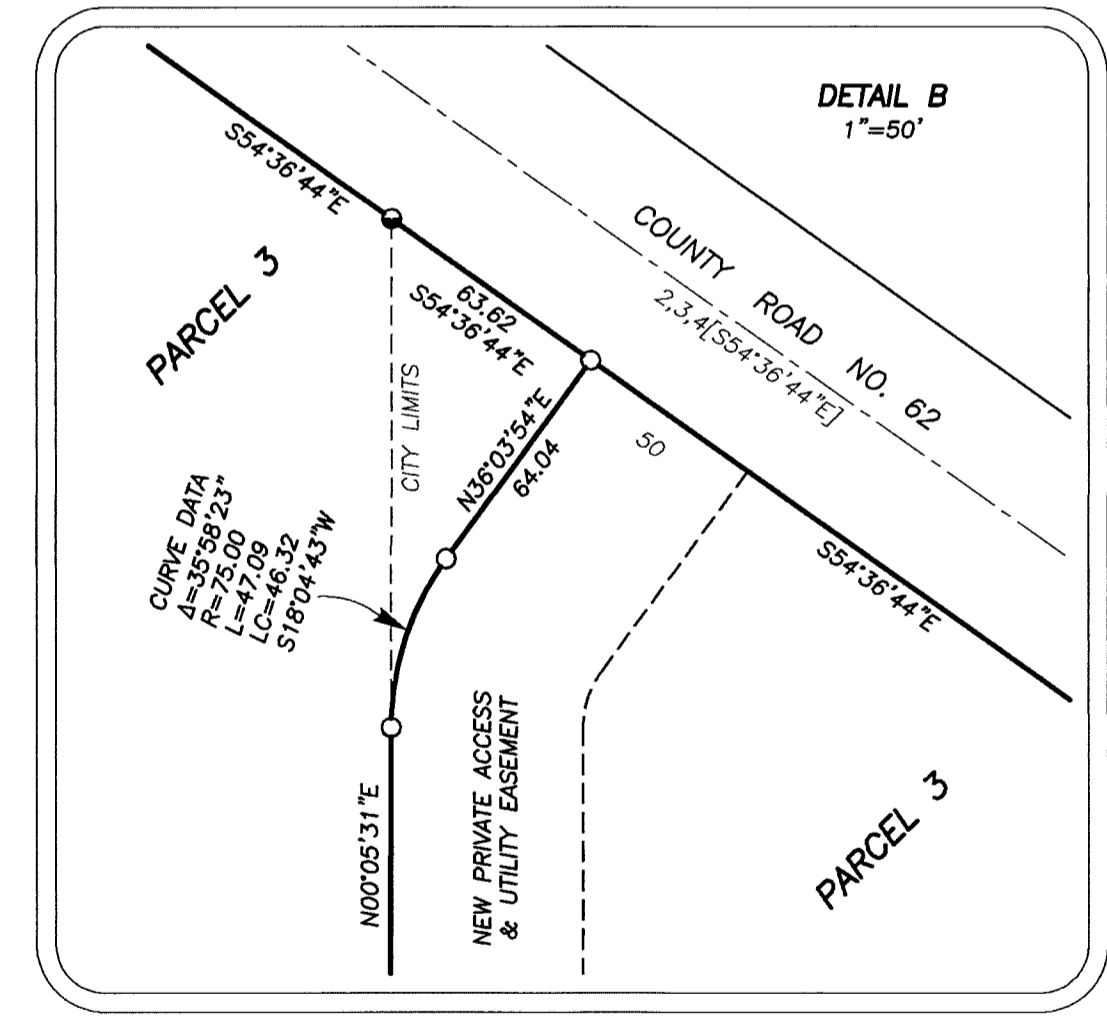 DETAIL B
1"=50'
S54°36'44"E
PARCEL 3
COUNTY ROAD NO. 62
2,3,4[S54°36'44"E]
63.62
S54°36'44"E
CITY LIMITS
N36°03'54"E
64.04
50
S54°36'44"E
CURVE DATA
Δ=35°58'23"
R=75.00
L=47.09
LC=46.32
S18°04'43"W
NEW PRIVATE ACCESS
& UTILITY EASEMENT
N00°05'31"E
PARCEL 3